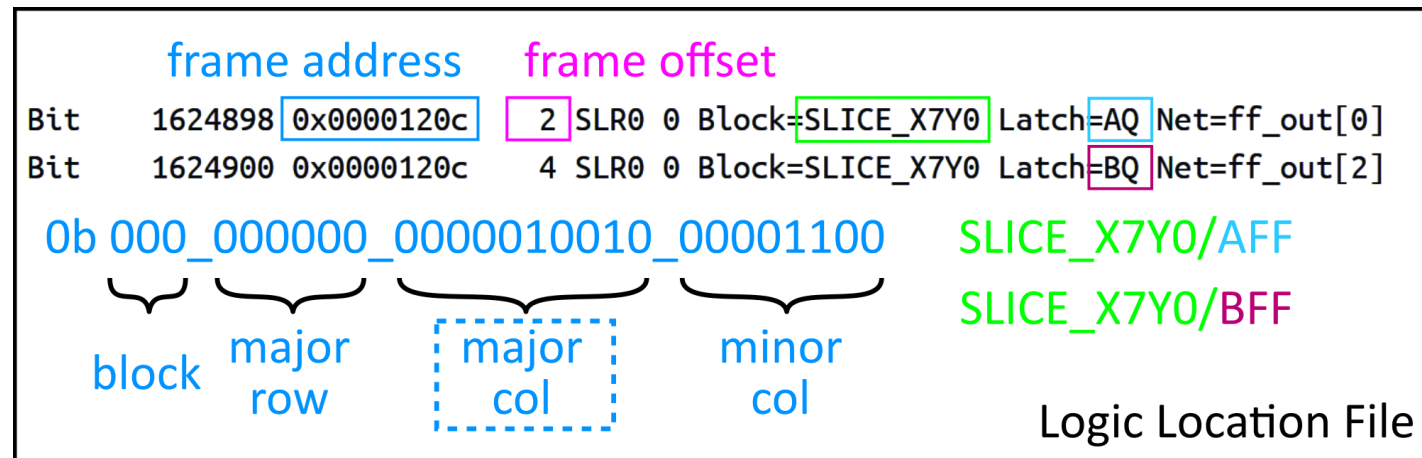 frame address frame offset
Bit 1624898 0x0000120c 2 SLR0 0 Block=SLICE_X7Y0 Latch=AQ Net=ff_out[0]
Bit 1624900 0x0000120c 4 SLR0 0 Block=SLICE_X7Y0 Latch=BQ Net=ff_out[2]
0b 000_000000_0000010010_00001100 SLICE_X7Y0/AFF
SLICE_X7Y0/BFF
block major row major col minor col
Logic Location File